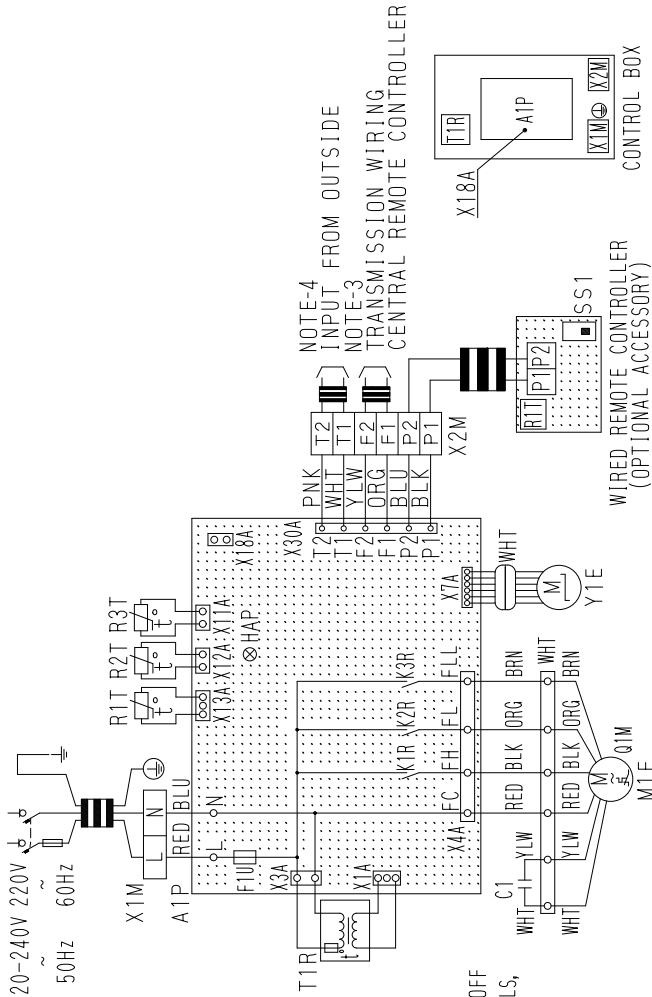 20-240V 220V
~ ~
50Hz 60Hz
X1M
L N
A1P
RED BLU
L N
F1U
X3A
X1A
T1R
t°
R1T R2T R3T
t° t° t°
X13A X12A X11A
HAP
X18A
X30A
T2
T1
F2
F1
P2
P1
PNK
WHT
YLW
ORG
BLU
BLK
T2
T1
F2
F1
P2
P1
X2M
NOTE-4
INPUT FROM OUTSIDE
NOTE-3
TRANSMISSION WIRING
CENTRAL REMOTE CONTROLLER
K1R K2R K3R
X4A
FC FH FL FLL
RED BLK ORG BRN
WHT
C1
WHT YLW
WHT YLW RED BLK ORG BRN
M
~
Q1M
M1F
X7A
WHT
M
Y1E
R1T
P1 P2
SS1
WIRED REMOTE CONTROLLER
(OPTIONAL ACCESSORY)
X18A
T1R
A1P
X1M X2M
CONTROL BOX
OFF
LS,